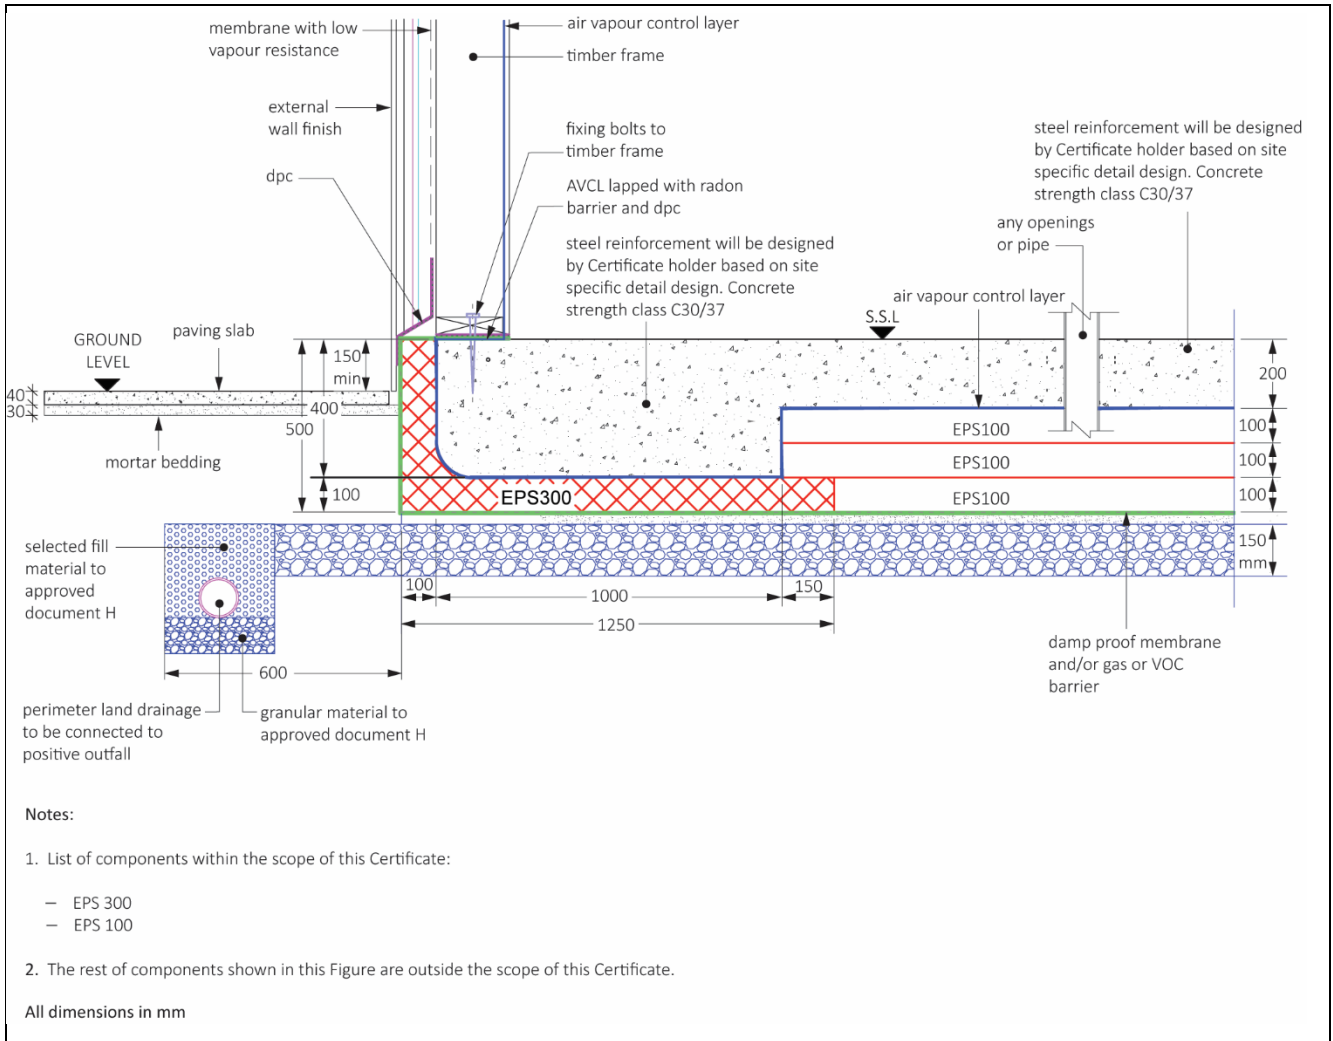 membrane with low
vapour resistance
air vapour control layer
timber frame
external
wall finish
fixing bolts to
timber frame
steel reinforcement will be designed
by Certificate holder based on site
specific detail design. Concrete
strength class C30/37
dpc
AVCL lapped with radon
barrier and dpc
any openings
or pipe
steel reinforcement will be designed
by Certificate holder based on site
specific detail design. Concrete
strength class C30/37
air vapour control layer
S.S.L
GROUND
LEVEL
paving slab
150
min
40
30
400
500
100
mortar bedding
200
100
100
100
EPS100
EPS100
EPS100
EPS300
selected fill
material to
approved
document H
150
mm
100
1000
150
1250
600
damp proof membrane
and/or gas or VOC
barrier
perimeter land drainage
to be connected to
positive outfall
granular material to
approved document H
Notes:
1. List of components within the scope of this Certificate:
– EPS 300
– EPS 100
2. The rest of components shown in this Figure are outside the scope of this Certificate.
All dimensions in mm